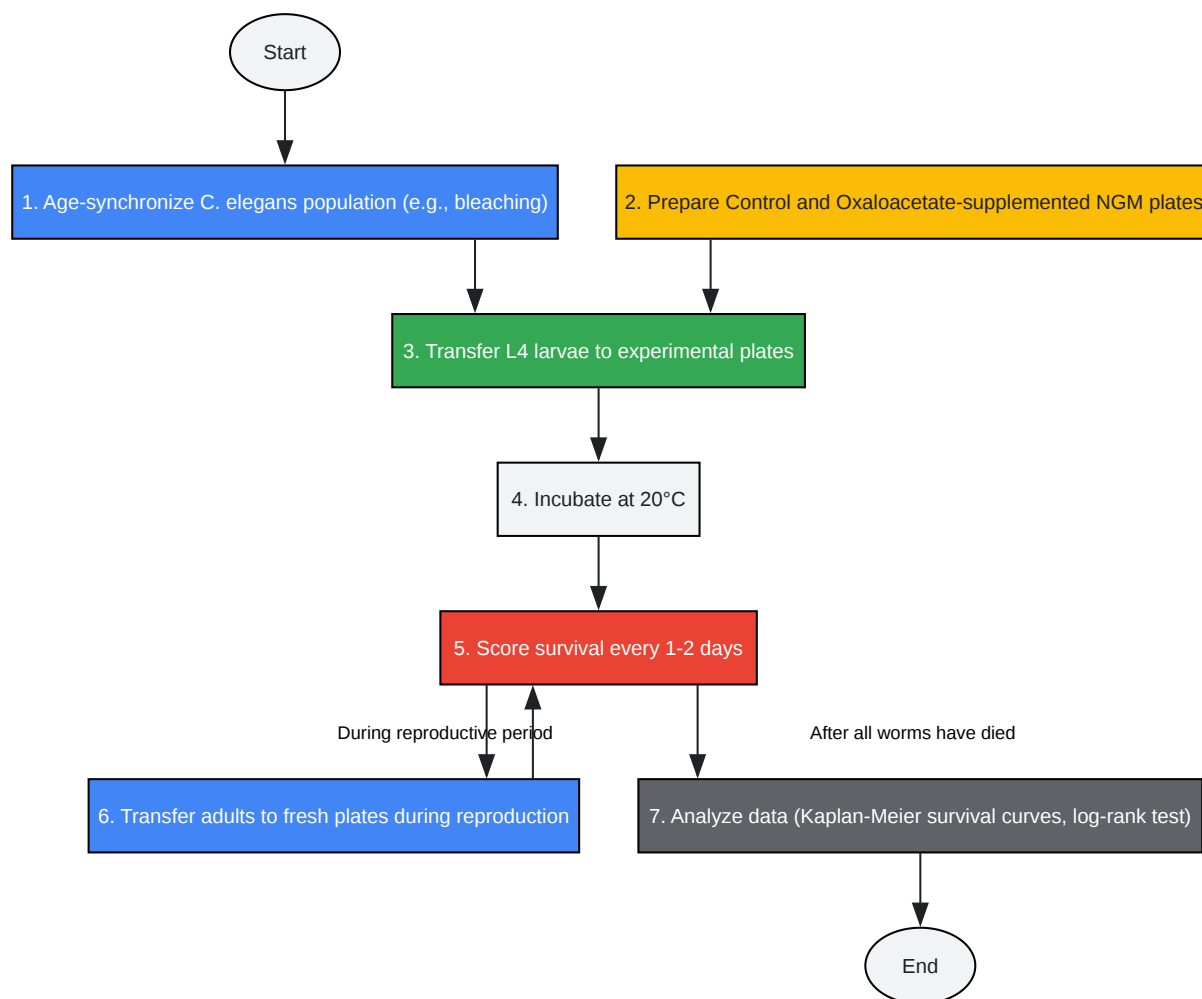 Start
1. Age-synchronize C. elegans population (e.g., bleaching)
2. Prepare Control and Oxaloacetate-supplemented NGM plates
3. Transfer L4 larvae to experimental plates
4. Incubate at 20°C
5. Score survival every 1-2 days
During reproductive period
After all worms have died
6. Transfer adults to fresh plates during reproduction
7. Analyze data (Kaplan-Meier survival curves, log-rank test)
End